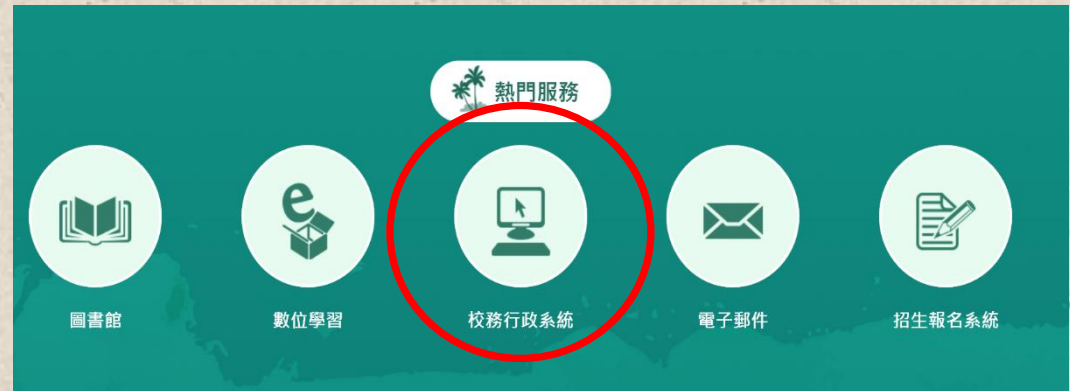 熱門服務
e
圖書館
數位學習
校務行政系統
電子郵件
招生報名系統